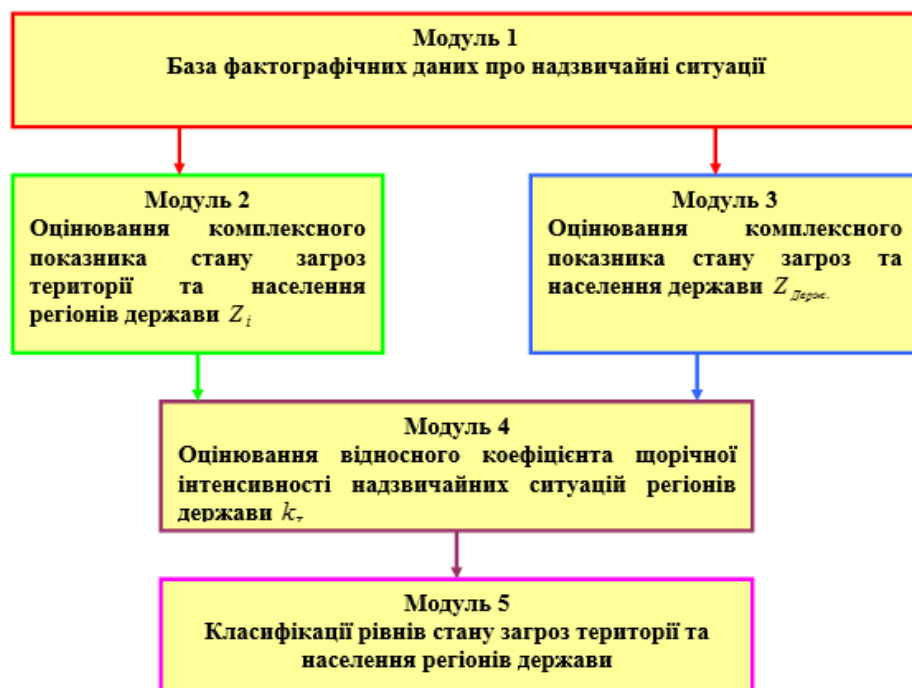 Модуль 1
База фактографічних даних про надзвичайні ситуації
Модуль 2
Оцінювання комплексного
показника стану загроз
території та населення
регіонів держави Z i
Модуль 3
Оцінювання комплексного
показника стану загроз та
населення держави Z Держ.
Модуль 4
Оцінювання відносного коефіцієнта щорічної
інтенсивності надзвичайних ситуацій регіонів
держави k
Модуль 5
Класифікації рівнів стану загроз території та
населення регіонів держави